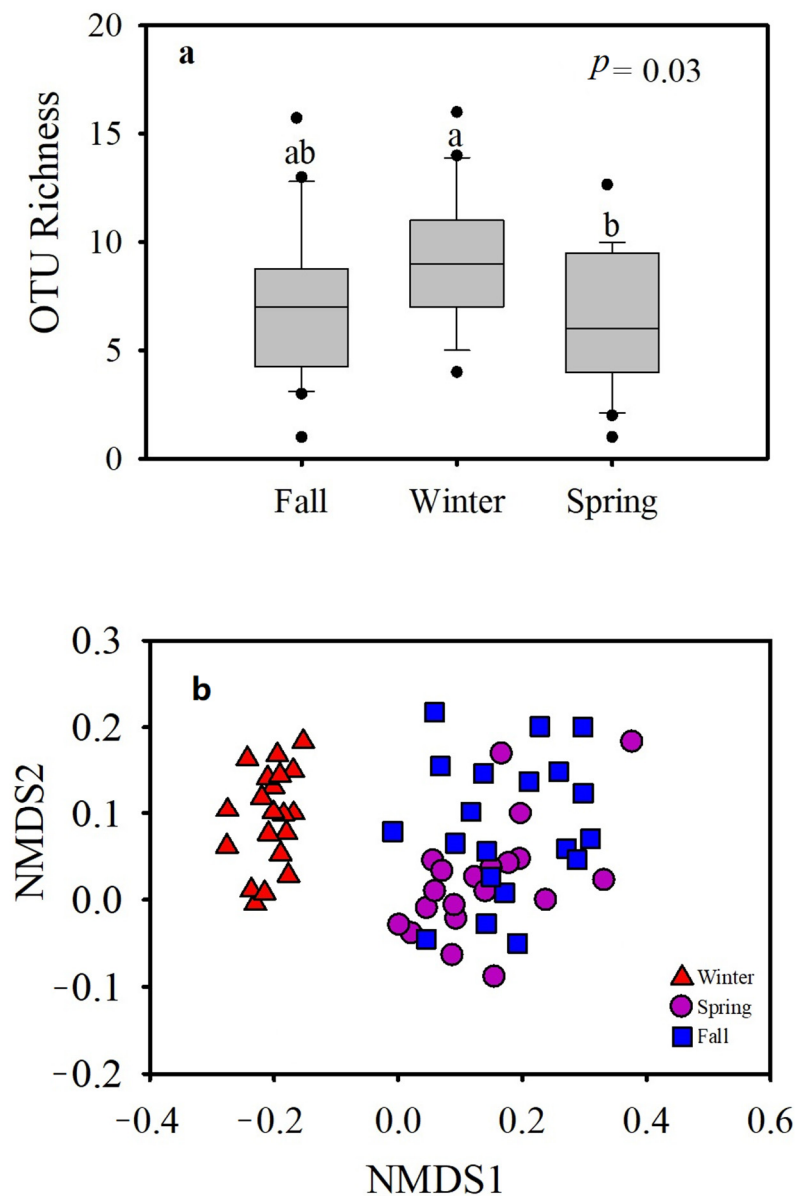 20
a
p = 0.03
15
ab
a
10
b
5
0
OTU Richness
Fall Winter Spring
0.3
b
0.2
0.1
0.0
−0.1
−0.2
NMDS2
Winter
Spring
Fall
−0.4 −0.2 0.0 0.2 0.4 0.6
NMDS1